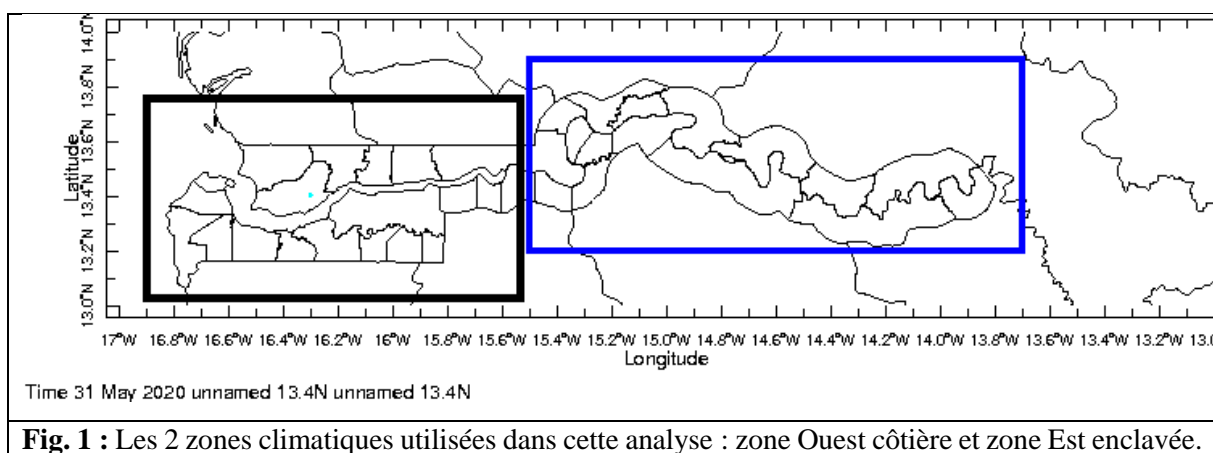 14.0°N
13.8°N
13.6°N
13.4°N
13.2°N
13.0°N
Latitude
17°W 16.8°W 16.6°W 16.4°W 16.2°W 16.0°W 15.8°W 15.6°W 15.4°W 15.2°W 15.0°W 14.8°W 14.6°W 14.4°W 14.2°W 14.0°W 13.8°W 13.6°W 13.4°W 13.2°W 13.0
Longitude
Time 31 May 2020 unnamed 13.4N unnamed 13.4N
Fig. 1 : Les 2 zones climatiques utilisées dans cette analyse : zone Ouest côtière et zone Est enclavée.